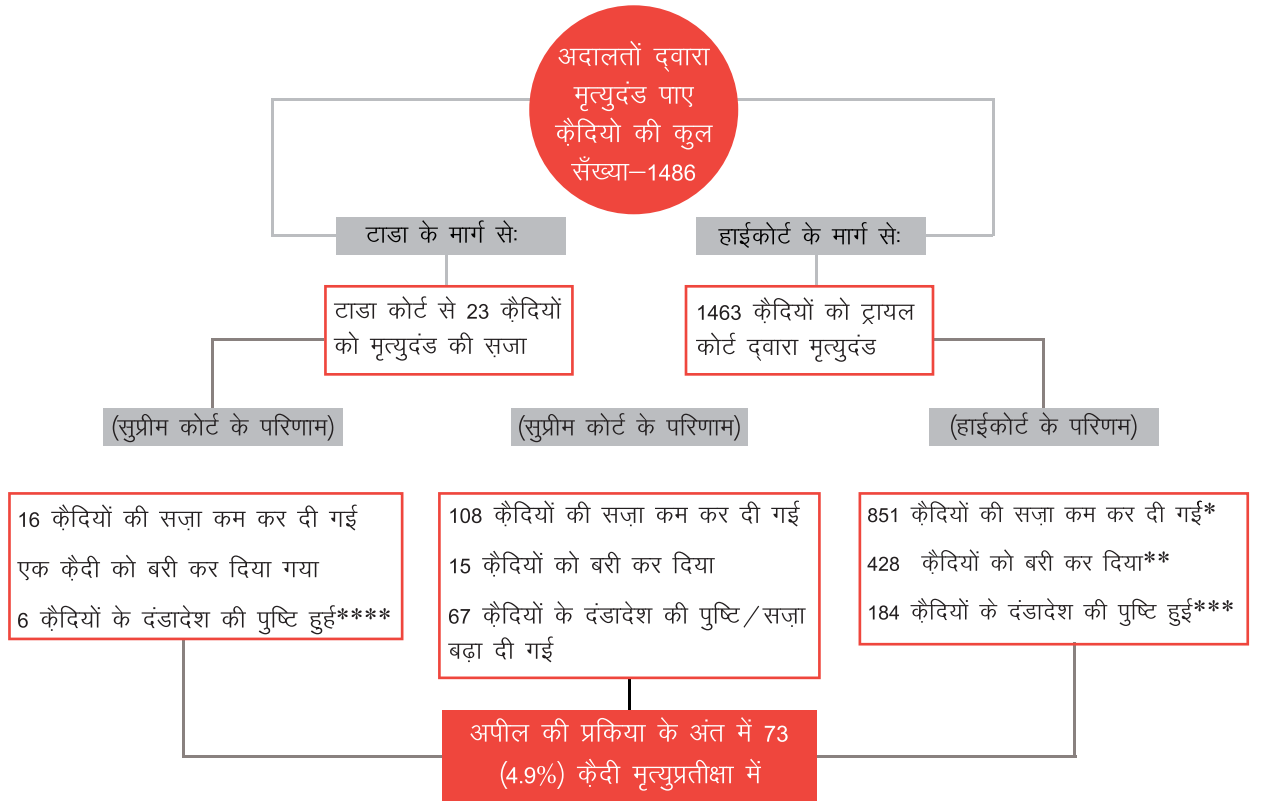 अदालतों द्वारा
मृत्युदंड पाए
क़ैदियो की कुल
सँख्या–1486
टाडा के मार्ग से:
हाईकोर्ट के मार्ग से:
टाडा कोर्ट से 23 क़ैदियों
को मृत्युदंड की स़जा
1463 क़ैदियों को ट्रायल
कोर्ट द्वारा मृत्युदंड
(सुप्रीम कोर्ट के परिणाम)
(सुप्रीम कोर्ट के परिणाम)
(हाईकोर्ट के परिणम)
16 क़ैदियों की सज़ा कम कर दी गई
एक क़ैदी को बरी कर दिया गया
6 क़ैदियों के दंडादेश की पुष्टि हुर्ह****
108 क़ैदियों की सज़ा कम कर दी गई
15 क़ैदियों को बरी कर दिया
67 क़ैदियों के दंडादेश की पुष्टि/सज़ा
बढ़ा दी गई
851 क़ैदियों की सज़ा कम कर दी गई*
428 क़ैदियों को बरी कर दिया**
184 क़ैदियों के दंडादेश की पुष्टि हुई***
अपील की प्रकिया के अंत में 73
(4.9%) क़ैदी मृत्युप्रतीक्षा में